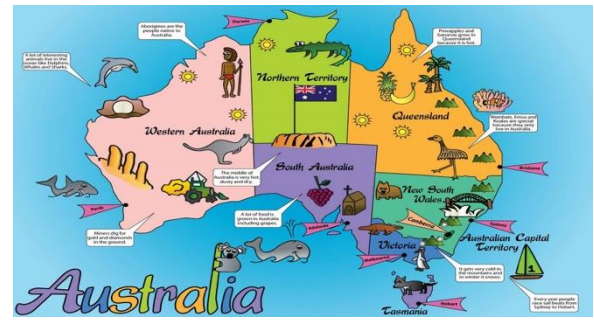 Darwin
Aborigines are the
people native to
Australia.
Pineapples and
bananas grow in
Queensland
because it is hot.
A lot of interesting
animals live in the
ocean like Dolphins,
Whales and Sharks.
Northern Territory
Queensland
Wombats, Emus and
Koalas are special
because they only
live in Australia.
Western Australia
The middle of
Australia is very hot,
dusty and dry.
South Australia
Brisbane
New South
Wales
Perth
A lot of food is
grown in Australia
including grapes.
Canberra
Sydney
Adelaide
Miners dig for
gold and diamonds
in the ground.
Australian Capital
Territory
Victoria
Melbourne
It gets very cold in
the mountains and
in winter it snows.
1
Australia
Hobart
Tasmania
Every year people
race sail boats from
Sydney to Hobart.